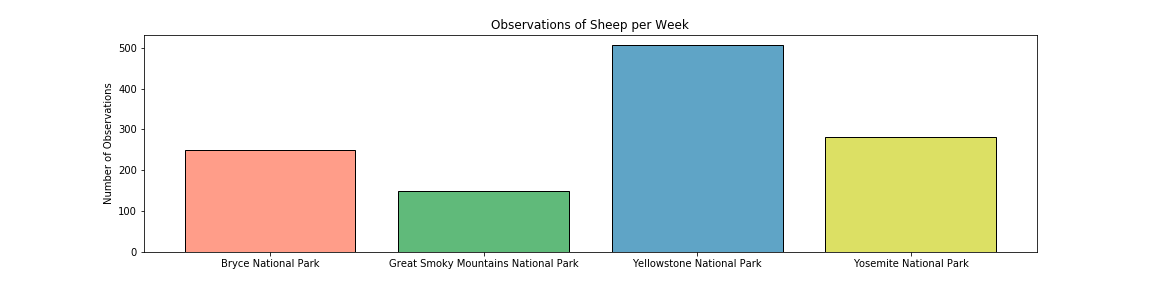 Observations of Sheep per Week
Number of Observations
500
400
300
200
100
0
Bryce National Park
Great Smoky Mountains National Park
Yellowstone National Park
Yosemite National Park